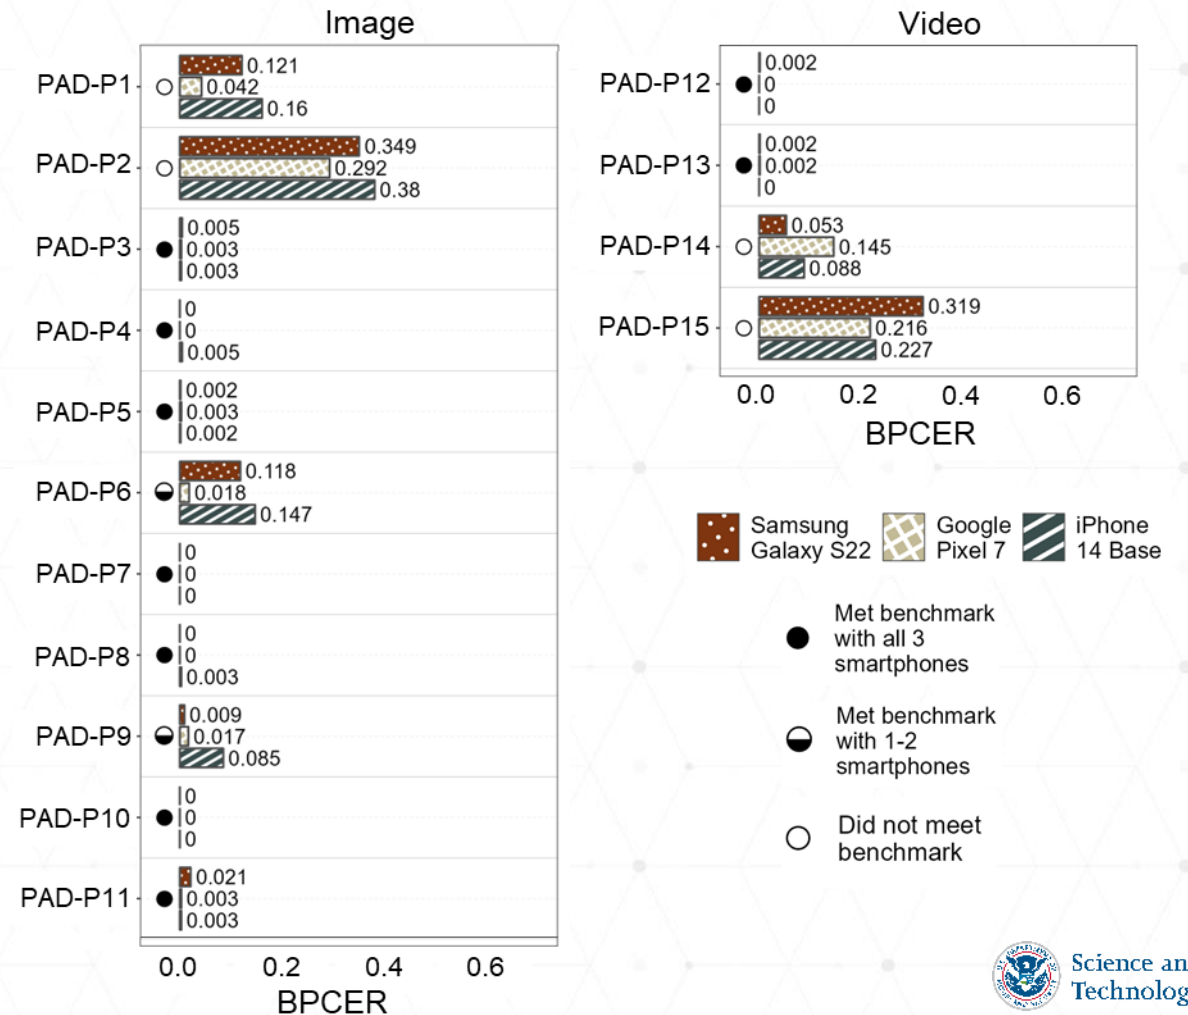 Image
PAD-P1
0.121
0.042
0.16
PAD-P2
0.349
0.292
0.38
PAD-P3
0.005
0.003
0.003
PAD-P4
0
0
0.005
PAD-P5
0.002
0.003
0.002
PAD-P6
0.118
0.018
0.147
PAD-P7
0
0
0
PAD-P8
0
0
0.003
PAD-P9
0.009
0.017
0.085
PAD-P10
0
0
0
PAD-P11
0.021
0.003
0.003
0.0 0.2 0.4 0.6
BPCER
Video
PAD-P12
0.002
0
0
PAD-P13
0.002
0.002
0
PAD-P14
0.053
0.145
0.088
PAD-P15
0.319
0.216
0.227
0.0 0.2 0.4 0.6
BPCER
Samsung
Galaxy S22
Google
Pixel 7
iPhone
14 Base
Met benchmark
with all 3
smartphones
Met benchmark
with 1-2
smartphones
Did not meet
benchmark
Science an
Technolog